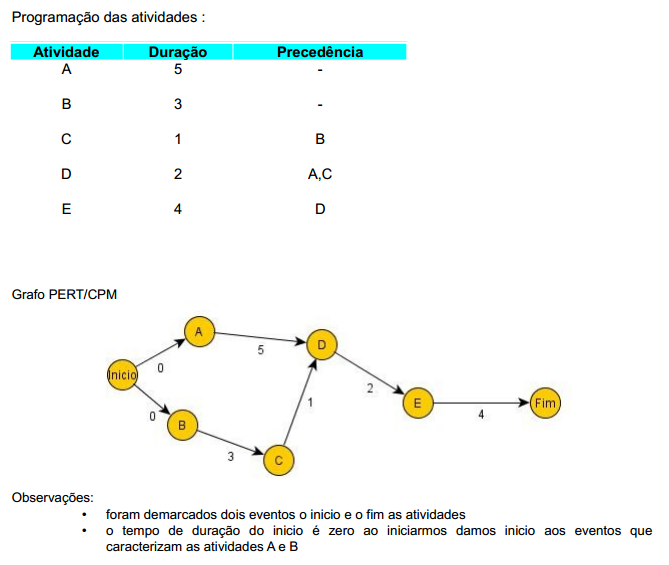 Programação das atividades :
Atividade Duração Precedência
A 5 -
B 3 -
C 1 B
D 2 A,C
E 4 D
Grafo PERT/CPM
A
D
5
Inicio
0
2
1
E
Fim
0
B
4
3
C
Observações:
• foram demarcados dois eventos o inicio e o fim as atividades
• o tempo de duração do inicio é zero ao iniciarmos damos inicio aos eventos que
caracterizam as atividades A e B